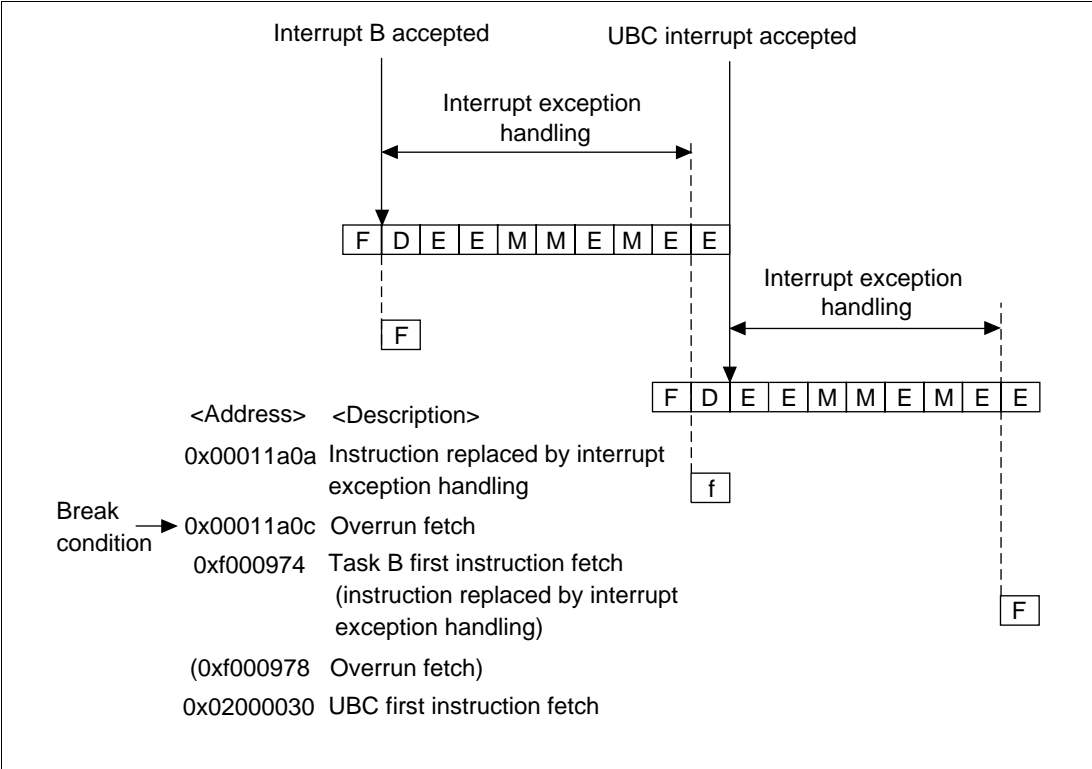 Interrupt B accepted
UBC interrupt accepted
Interrupt exception
handling
F D E E M M E M E E
Interrupt exception
handling
F
F D E E M M E M E E
<Address> <Description>
0x00011a0a Instruction replaced by interrupt
exception handling
f
Break
condition
0x00011a0c Overrun fetch
0xf000974 Task B first instruction fetch
(instruction replaced by interrupt
exception handling)
F
(0xf000978 Overrun fetch)
0x02000030 UBC first instruction fetch